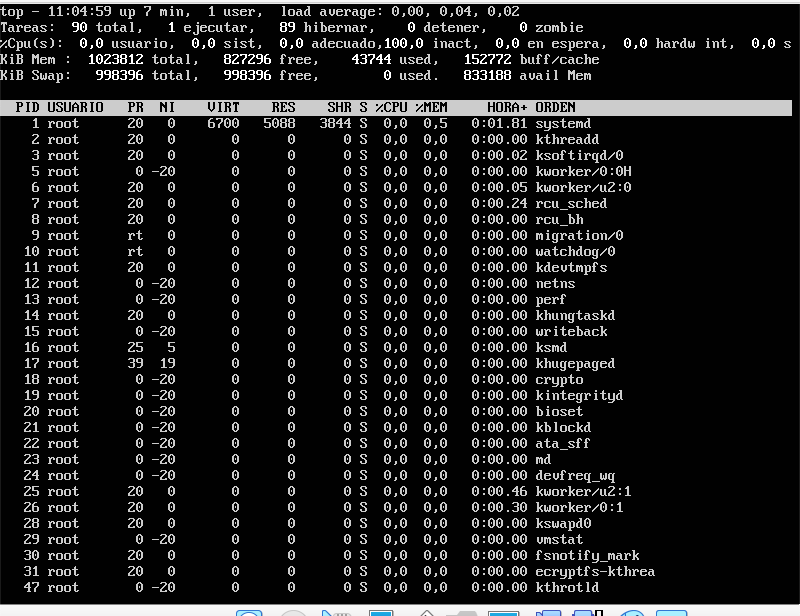 top - 11:04:59 up 7 min,  1 user,  load average: 0,00, 0,04, 0,02
Tareas:  90 total,   1 ejecutar,   89 hibernar,    0 detener,    0 zombie
%Cpu(s):  0,0 usuario,  0,0 sist,  0,0 adecuado,100,0 inact,  0,0 en espera,  0,0 hardw int,  0,0 s
KiB Mem :  1023812 total,   827296 free,    43744 used,   152772 buff/cache
KiB Swap:   998396 total,   998396 free,        0 used.   833188 avail Mem
PID USUARIO   PR  NI    VIRT    RES    SHR S %CPU %MEM     HORA+ ORDEN
1 root      20   0    6700   5088   3844 S  0,0  0,5   0:01.81 systemd
2 root      20   0       0      0      0 S  0,0  0,0   0:00.00 kthreadd
3 root      20   0       0      0      0 S  0,0  0,0   0:00.02 ksoftirqd/0
5 root       0 -20       0      0      0 S  0,0  0,0   0:00.00 kworker/0:0H
6 root      20   0       0      0      0 S  0,0  0,0   0:00.05 kworker/u2:0
7 root      20   0       0      0      0 S  0,0  0,0   0:00.24 rcu_sched
8 root      20   0       0      0      0 S  0,0  0,0   0:00.00 rcu_bh
9 root      rt   0       0      0      0 S  0,0  0,0   0:00.00 migration/0
10 root      rt   0       0      0      0 S  0,0  0,0   0:00.00 watchdog/0
11 root      20   0       0      0      0 S  0,0  0,0   0:00.00 kdevtmpfs
12 root       0 -20       0      0      0 S  0,0  0,0   0:00.00 netns
13 root       0 -20       0      0      0 S  0,0  0,0   0:00.00 perf
14 root      20   0       0      0      0 S  0,0  0,0   0:00.00 khungtaskd
15 root       0 -20       0      0      0 S  0,0  0,0   0:00.00 writeback
16 root      25   5       0      0      0 S  0,0  0,0   0:00.00 ksmd
17 root      39  19       0      0      0 S  0,0  0,0   0:00.00 khugepaged
18 root       0 -20       0      0      0 S  0,0  0,0   0:00.00 crypto
19 root       0 -20       0      0      0 S  0,0  0,0   0:00.00 kintegrityd
20 root       0 -20       0      0      0 S  0,0  0,0   0:00.00 bioset
21 root       0 -20       0      0      0 S  0,0  0,0   0:00.00 kblockd
22 root       0 -20       0      0      0 S  0,0  0,0   0:00.00 ata_sff
23 root       0 -20       0      0      0 S  0,0  0,0   0:00.00 md
24 root       0 -20       0      0      0 S  0,0  0,0   0:00.00 devfreq_wq
25 root      20   0       0      0      0 S  0,0  0,0   0:00.46 kworker/u2:1
26 root      20   0       0      0      0 S  0,0  0,0   0:00.30 kworker/0:1
28 root      20   0       0      0      0 S  0,0  0,0   0:00.00 kswapd0
29 root       0 -20       0      0      0 S  0,0  0,0   0:00.00 vmstat
30 root      20   0       0      0      0 S  0,0  0,0   0:00.00 fsnotify_mark
31 root      20   0       0      0      0 S  0,0  0,0   0:00.00 ecryptfs-kthrea
47 root       0 -20       0      0      0 S  0,0  0,0   0:00.00 kthrotld